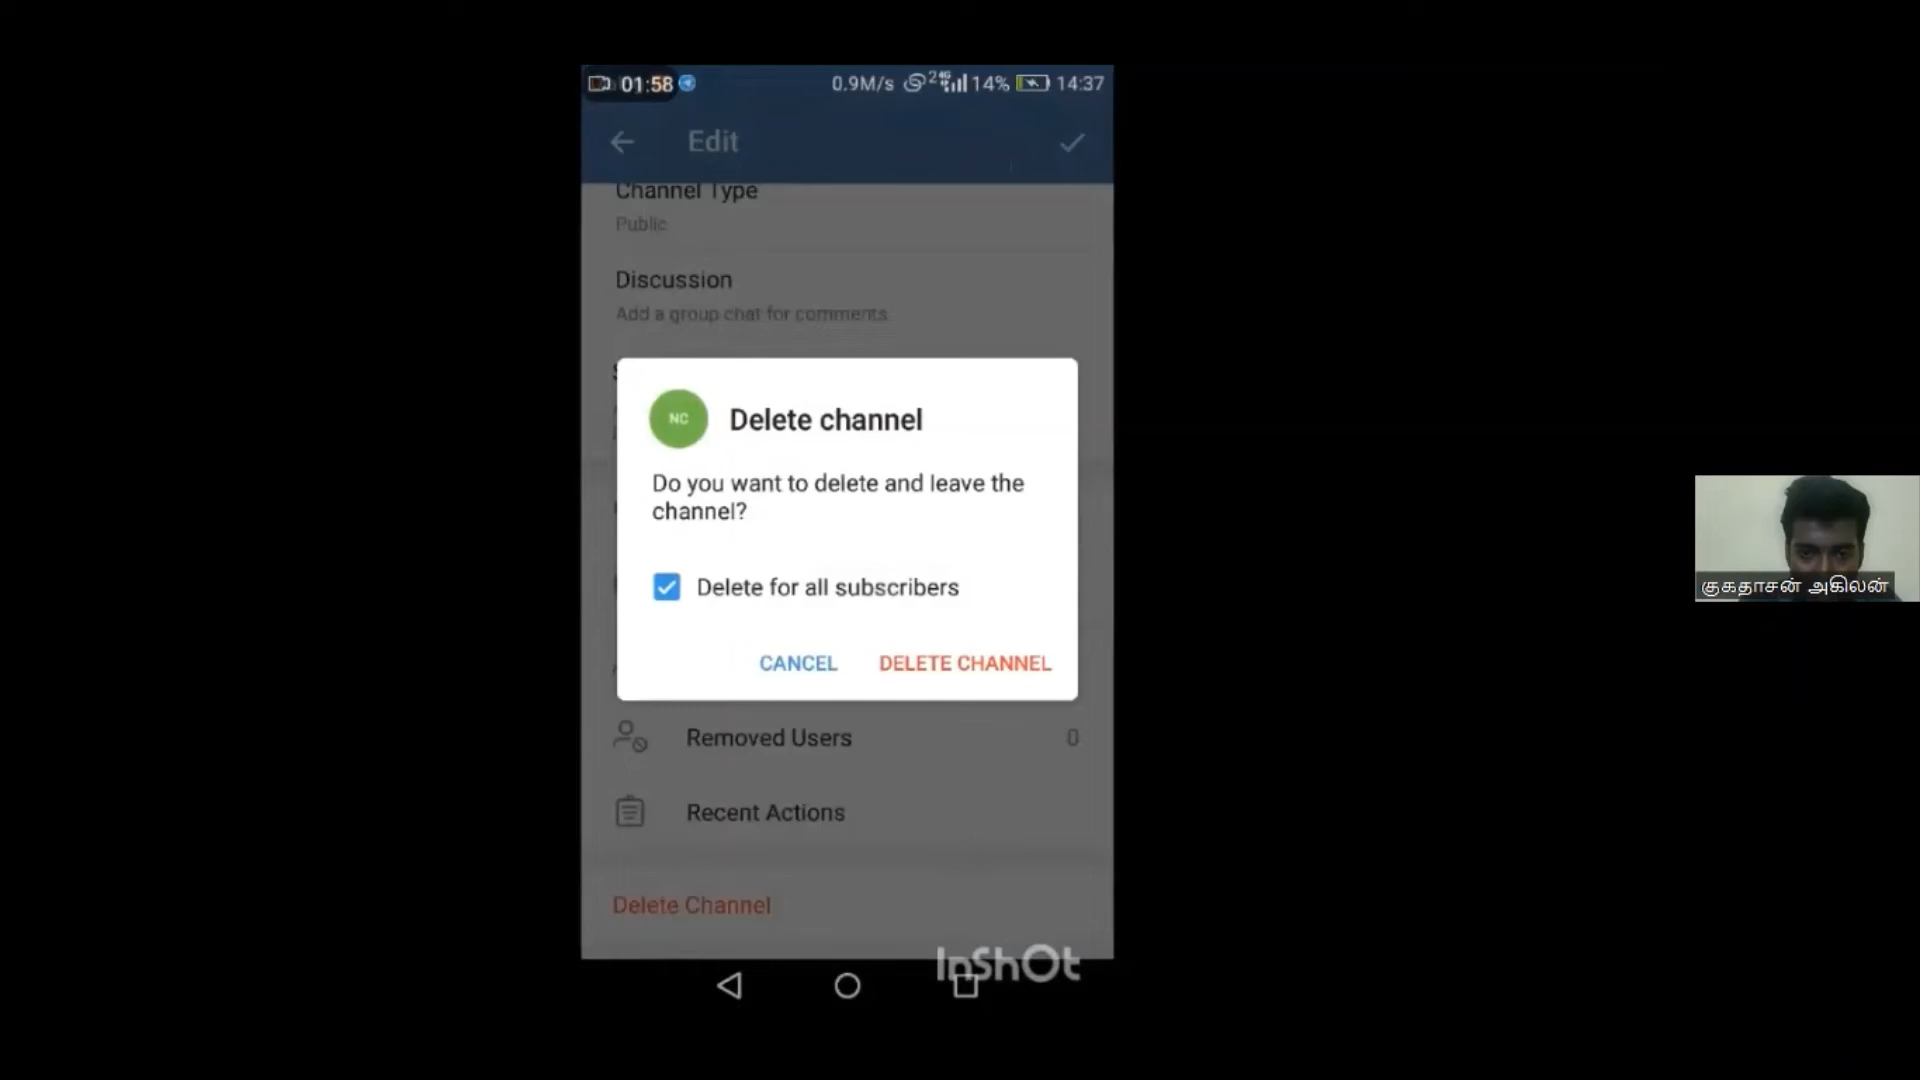 01:58 0.9M/s 2 4G 14% 14:37
Edit
Channel Type
Public
Discussion
Add a group chat for comments
NC Delete channel
Do you want to delete and leave the
channel?
Delete for all subscribers
CANCEL DELETE CHANNEL
குகதாசன் அகிலன்
Removed Users 0
Recent Actions
Delete Channel
InShOt